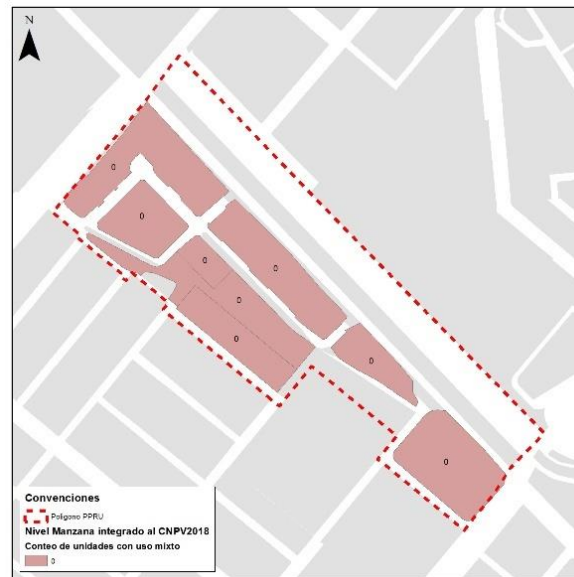 N
0
0
0
0
0
0
0
0
Convenciones
Polígono PPRU
Nivel Manzana integrado al CNPV2018
Conteo de unidades con uso mixto
0